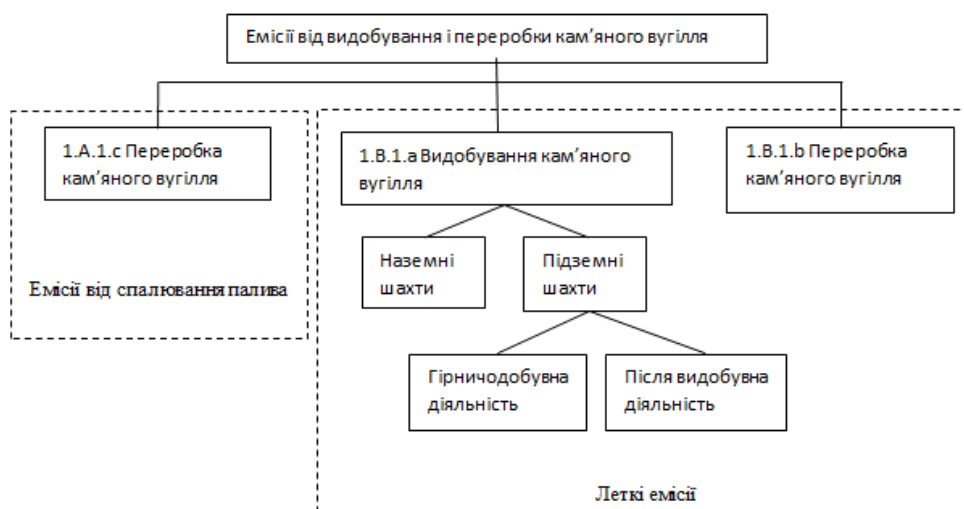 Емісії від видобування і переробки кам’яного вугілля
1.A.1.c Переробка
кам’яного вугілля
Емісії від спалювання палива
1.B.1.a Видобування кам’яного
вугілля
1.B.1.b Переробка
кам’яного вугілля
Наземні
шахти
Підземні
шахти
Гірничодобувна
діяльність
Після видобувна
діяльність
Леткі емісії